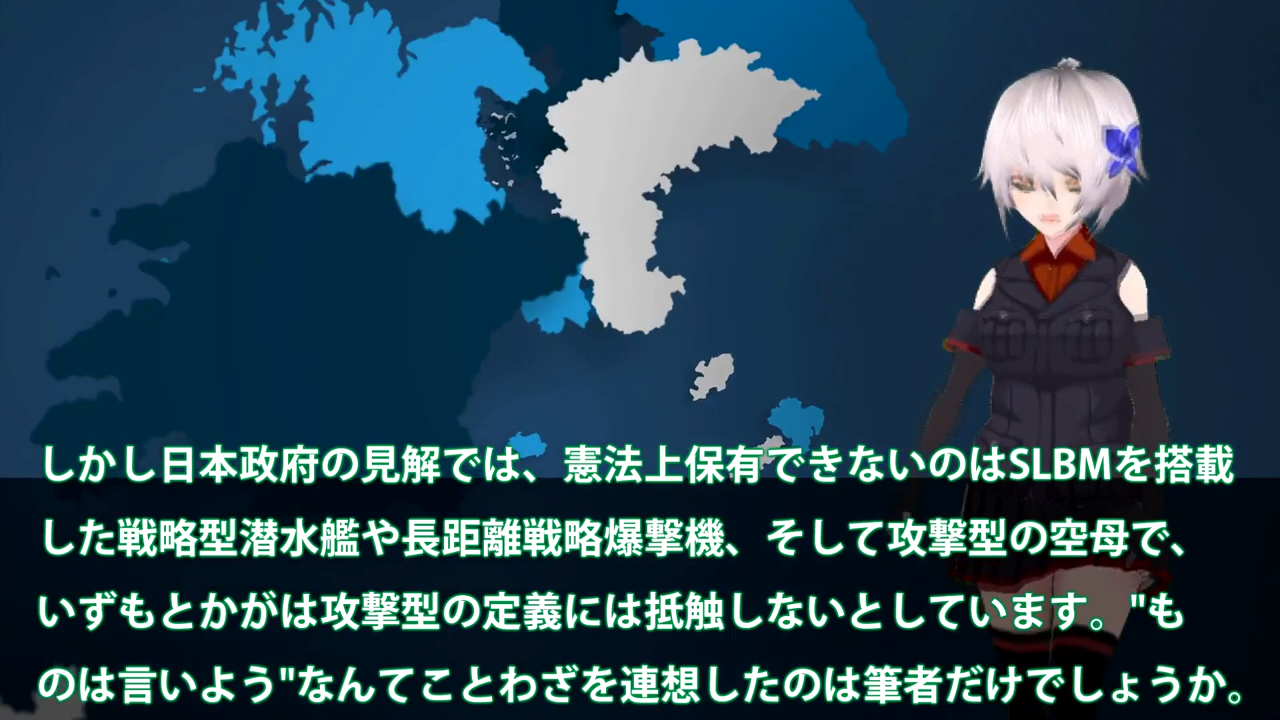 しかし日本政府の見解では、憲法上保有できないのはSLBMを搭載
した戦略型潜水艦や長距離戦略爆撃機、そして攻撃型の空母で、
いずもとかがは攻撃型の定義には抵触しないとしています。"も
のは言いよう"なんてことわざを連想したのは筆者だけでしょうか。